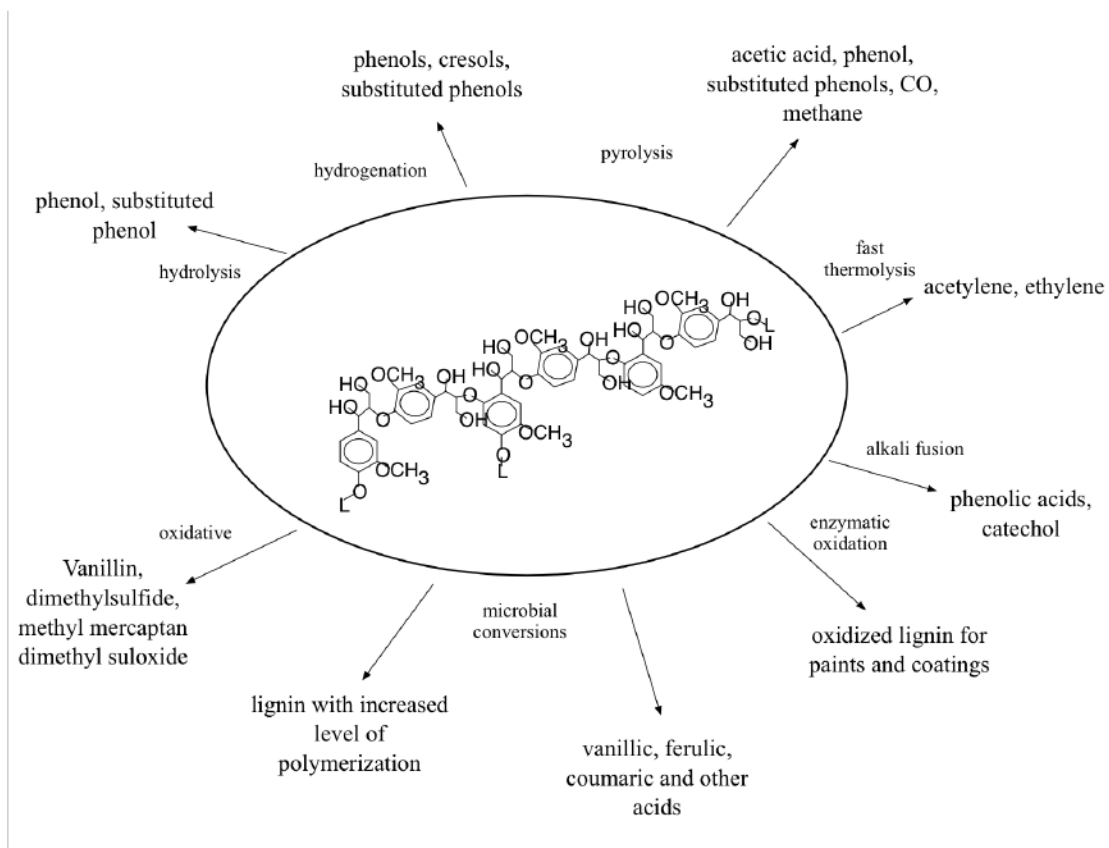 phenols, cresols,
substituted phenols
acetic acid, phenol,
substituted phenols, CO,
methane
hydrogenation
pyrolysis
phenol, substituted
phenol
hydrolysis
fast
thermolysis
acetylene, ethylene
HO
OCH3
OH
O
L
HO
O
OH
HO
OCH3
OH
HO
O
O
OH
OCH3
HO
OCH3
OH
HO
O
O
OH
OCH3
O
L
HO
OCH3
O
L
alkali fusion
phenolic acids,
catechol
enzymatic
oxidation
oxidized lignin for
paints and coatings
oxidative
Vanillin,
dimethylsulfide,
methyl mercaptan
dimethyl suloxide
microbial
conversions
lignin with increased
level of
polymerization
vanillic, ferulic,
coumaric and other
acids